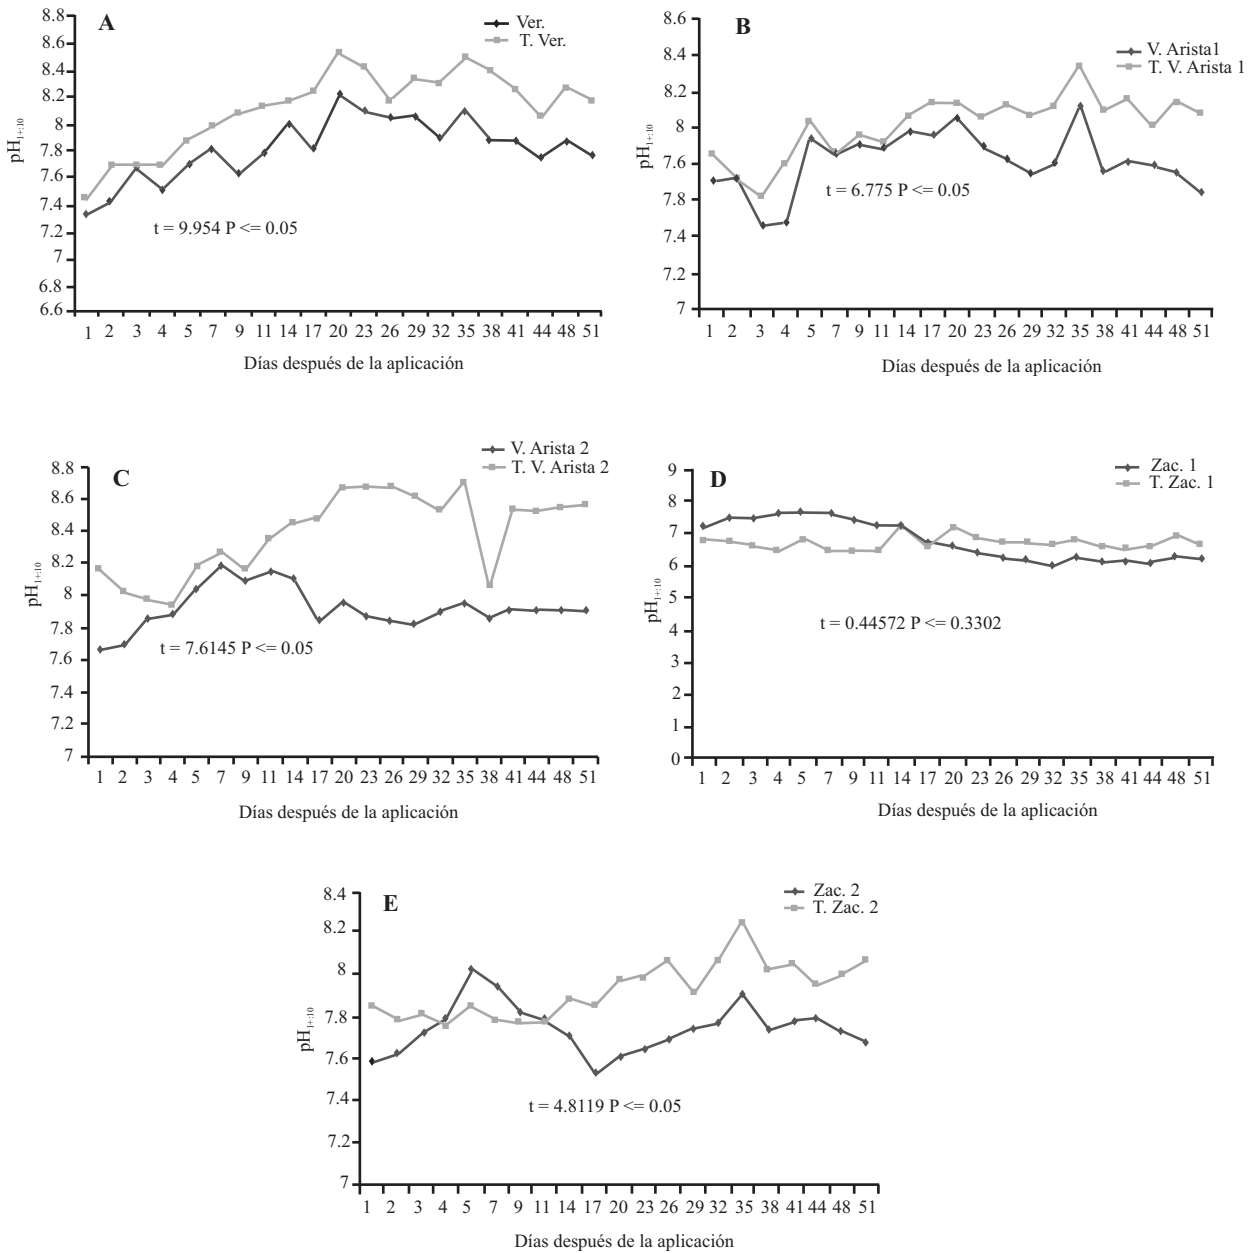 A
Ver.
T. Ver.
8.8
8.6
8.4
8.2
8
7.8
7.6
7.4
7.2
7
6.8
6.6
pH1+:10
t = 9.954 P <= 0.05
1 2 3 4 5 7 9 11 14 17 20 23 26 29 32 35 38 41 44 48 51
Días después de la aplicación
B
V. Arista1
T. V. Arista 1
8.6
8.4
8.2
8
7.6
7.8
7.4
7.2
7
pH1+:10
t = 6.775 P <= 0.05
1 2 3 4 5 7 9 11 14 17 20 23 26 29 32 35 38 41 44 48 51
Días después de la aplicación
C
V. Arista 2
T. V. Arista 2
8.8
8.6
8.4
8.2
8
7.8
7.6
7.4
7.2
7
pH1+:10
t = 7.6145 P <= 0.05
1 2 3 4 5 7 9 11 14 17 20 23 26 29 32 35 38 41 44 48 51
Días después de la aplicación
D
Zac. 1
T. Zac. 1
9
8
7
6
5
4
3
2
1
0
pH1+:10
t = 0.44572 P <= 0.3302
1 2 3 4 5 7 9 11 14 17 20 23 26 29 32 35 38 41 44 48 51
Días después de la aplicación
E
Zac. 2
T. Zac. 2
8.4
8.2
8
7.8
7.6
7.4
7.2
7
pH1+:10
t = 4.8119 P <= 0.05
1 2 3 4 5 7 9 11 14 17 20 23 26 29 32 35 38 41 44 48 51
Días después de la aplicación